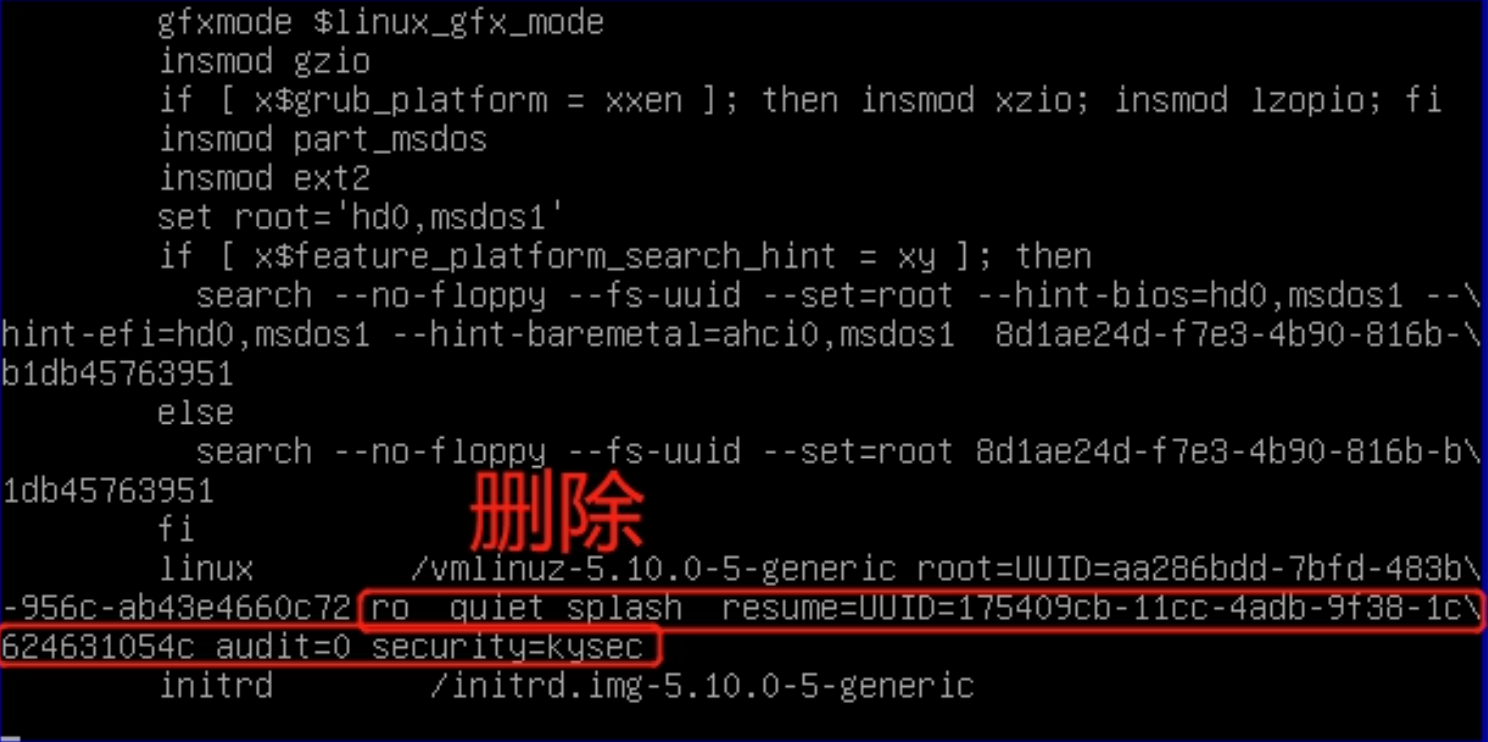 gfxmode $linux_gfx_mode
insmod gzio
if [ x$grub_platform = xxen ]; then insmod xzio; insmod lzopio; fi
insmod part_msdos
insmod ext2
set root='hd0,msdos1'
if [ x$feature_platform_search_hint = xy ]; then
search --no-floppy --fs-uuid --set=root --hint-bios=hd0,msdos1 --\
hint-efi=hd0,msdos1 --hint-baremetal=ahci0,msdos1  8d1ae24d-f7e3-4b90-816b-\
b1db45763951
else
search --no-floppy --fs-uuid --set=root 8d1ae24d-f7e3-4b90-816b-b\
1db45763951
fi
删除
linux /vmlinuz-5.10.0-5-generic root=UUID=aa286bdd-7bfd-483b\
-956c-ab43e4660c72 ro  quiet splash  resume=UUID=175409cb-11cc-4adb-9f38-1c\
624631054c audit=0 security=kysec
initrd /initrd.img-5.10.0-5-generic